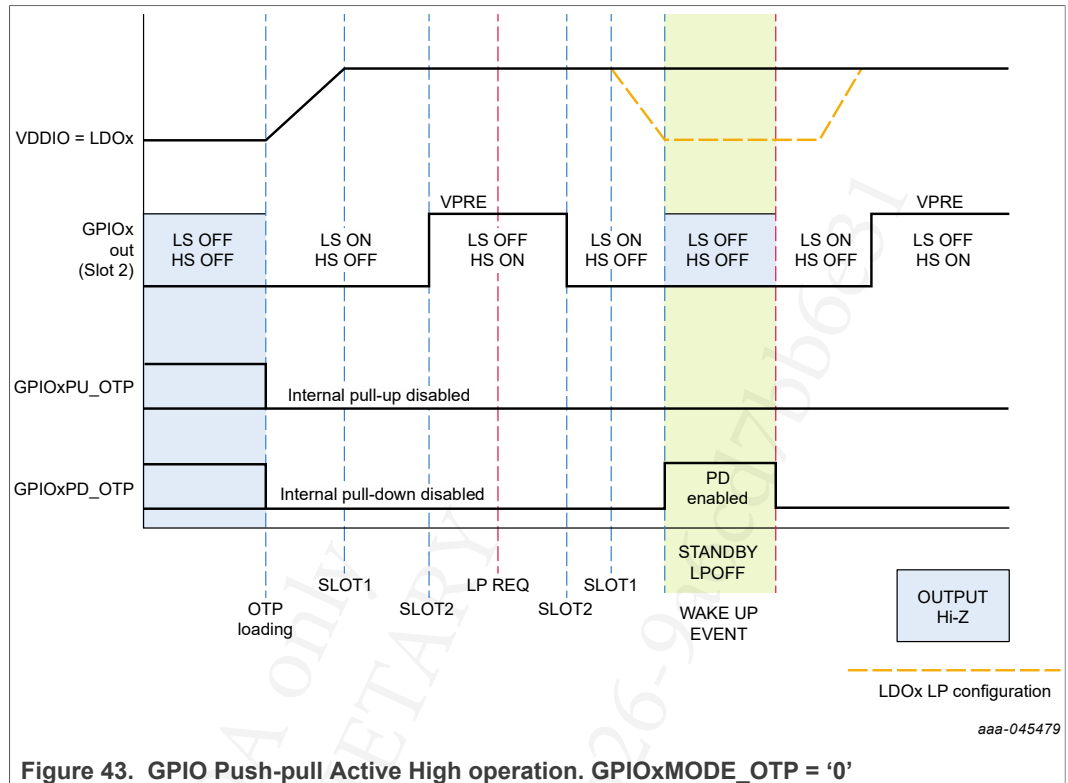 VDDIO = LDOx
VPRE
VPRE
GPIOx
out
(Slot 2)
LS OFF
HS OFF
LS ON
HS OFF
LS OFF
HS ON
LS ON
HS OFF
LS OFF
HS OFF
LS ON
HS OFF
LS OFF
HS ON
GPIOxPU_OTP
Internal pull-up disabled
GPIOxPD_OTP
Internal pull-down disabled
PD
enabled
OTP
loading
SLOT1
SLOT2
LP REQ
SLOT2
SLOT1
STANDBY
LPOFF
WAKE UP
EVENT
OUTPUT
Hi-Z
LDOx LP configuration
aaa-045479
Figure 43. GPIO Push-pull Active High operation. GPIOxMODE_OTP = ‘0’